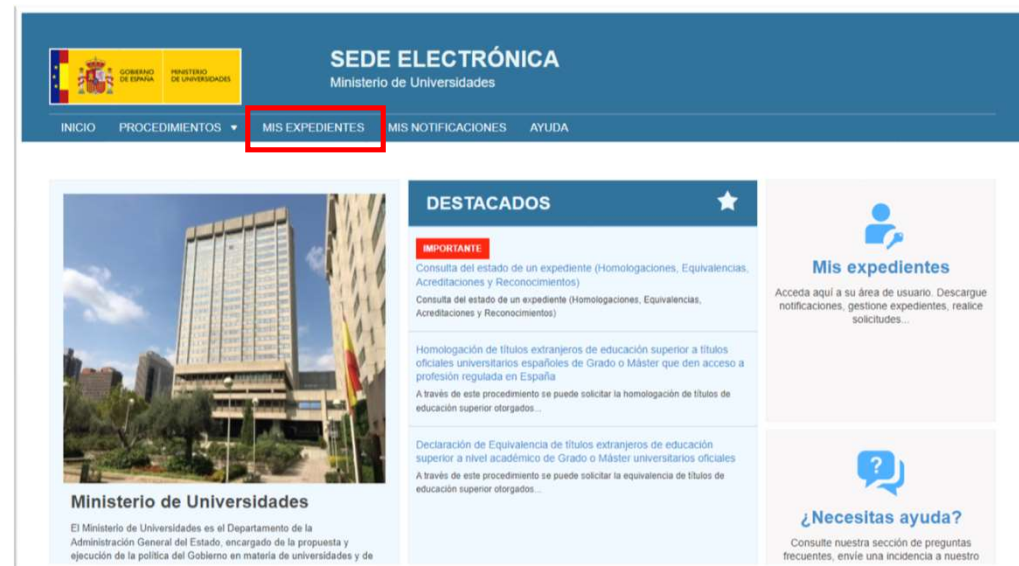 GOBIERNO
DE ESPAÑA
MINISTERIO
DE UNIVERSIDADES
SEDE ELECTRÓNICA
Ministerio de Universidades
INICIO PROCEDIMIENTOS MIS EXPEDIENTES MIS NOTIFICACIONES AYUDA
Ministerio de Universidades
El Ministerio de Universidades es el Departamento de la
Administración General del Estado, encargado de la propuesta y
ejecución de la política del Gobierno en materia de universidades y de
DESTACADOS
IMPORTANTE
Consulta del estado de un expediente (Homologaciones, Equivalencias,
Acreditaciones y Reconocimientos)
Consulta del estado de un expediente (Homologaciones, Equivalencias,
Acreditaciones y Reconocimientos)
Homologación de títulos extranjeros de educación superior a títulos
oficiales universitarios españoles de Grado o Máster que den acceso a
profesión regulada en España
A través de este procedimiento se puede solicitar la homologación de títulos de
educación superior otorgados...
Declaración de Equivalencia de títulos extranjeros de educación
superior a nivel académico de Grado o Máster universitarios oficiales
A través de este procedimiento se puede solicitar la equivalencia de títulos de
educación superior otorgados...
Mis expedientes
Acceda aquí a su área de usuario. Descargue
notificaciones, gestione expedientes, realice
solicitudes...
?
¿Necesitas ayuda?
Consulte nuestra sección de preguntas
frecuentes, envíe una incidencia a nuestro